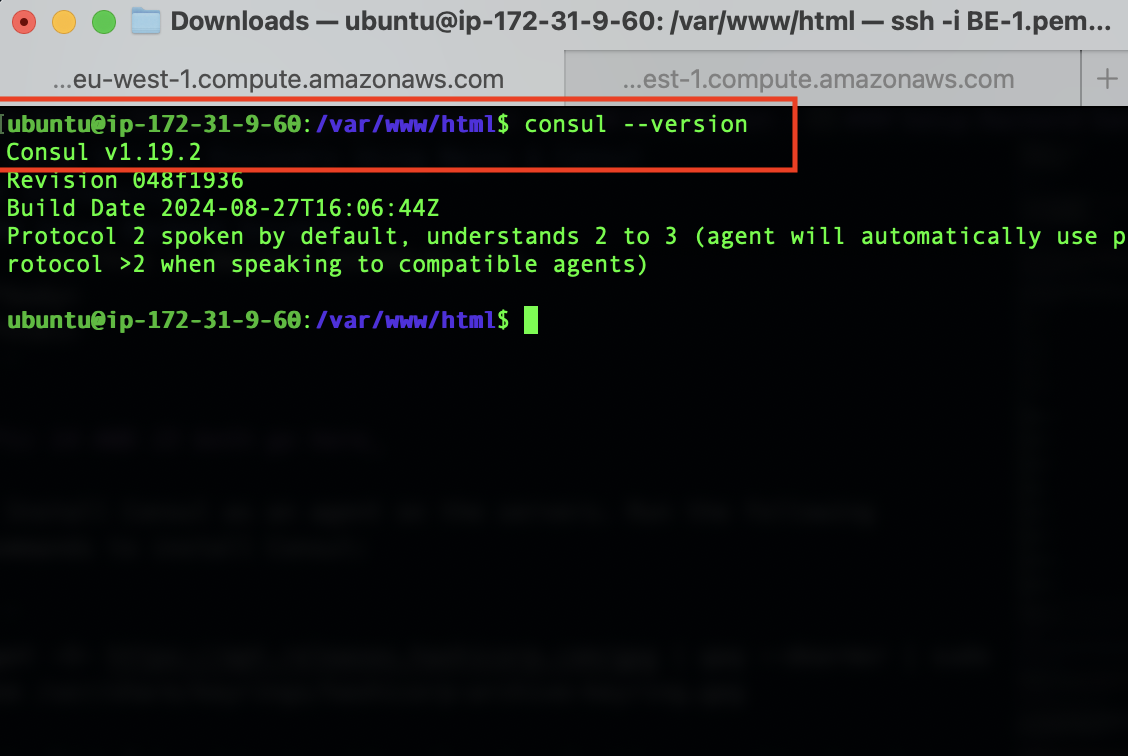 Downloads — ubuntu@ip-172-31-9-60: /var/www/html — ssh -i BE-1.pem...
...eu-west-1.compute.amazonaws.com
...est-1.compute.amazonaws.com
+
ubuntu@ip-172-31-9-60:/var/www/html$ consul --version
Consul v1.19.2
Revision 048f1936
Build Date 2024-08-27T16:06:44Z
Protocol 2 spoken by default, understands 2 to 3 (agent will automatically use p
rotocol >2 when speaking to compatible agents)
ubuntu@ip-172-31-9-60:/var/www/html$